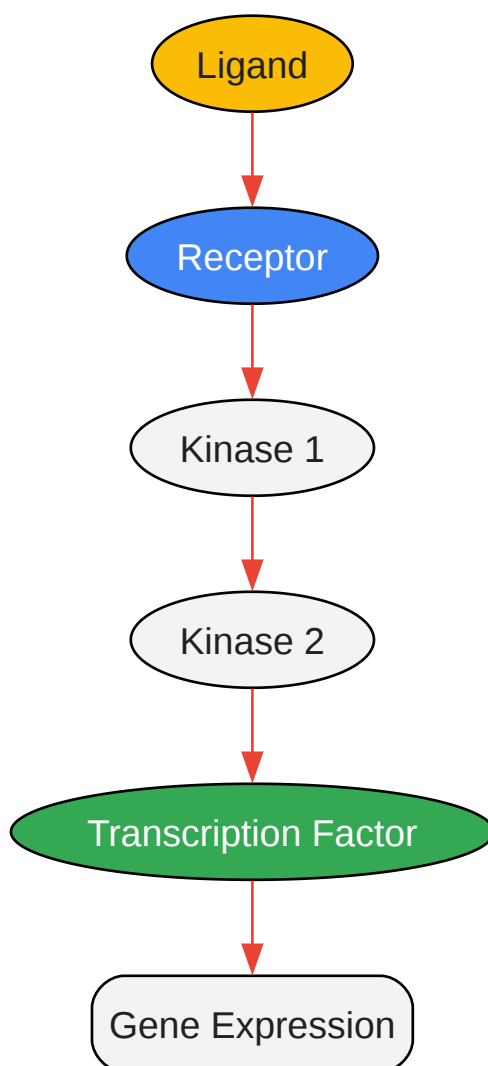 Ligand
Receptor
Kinase 1
Kinase 2
Transcription Factor
Gene Expression